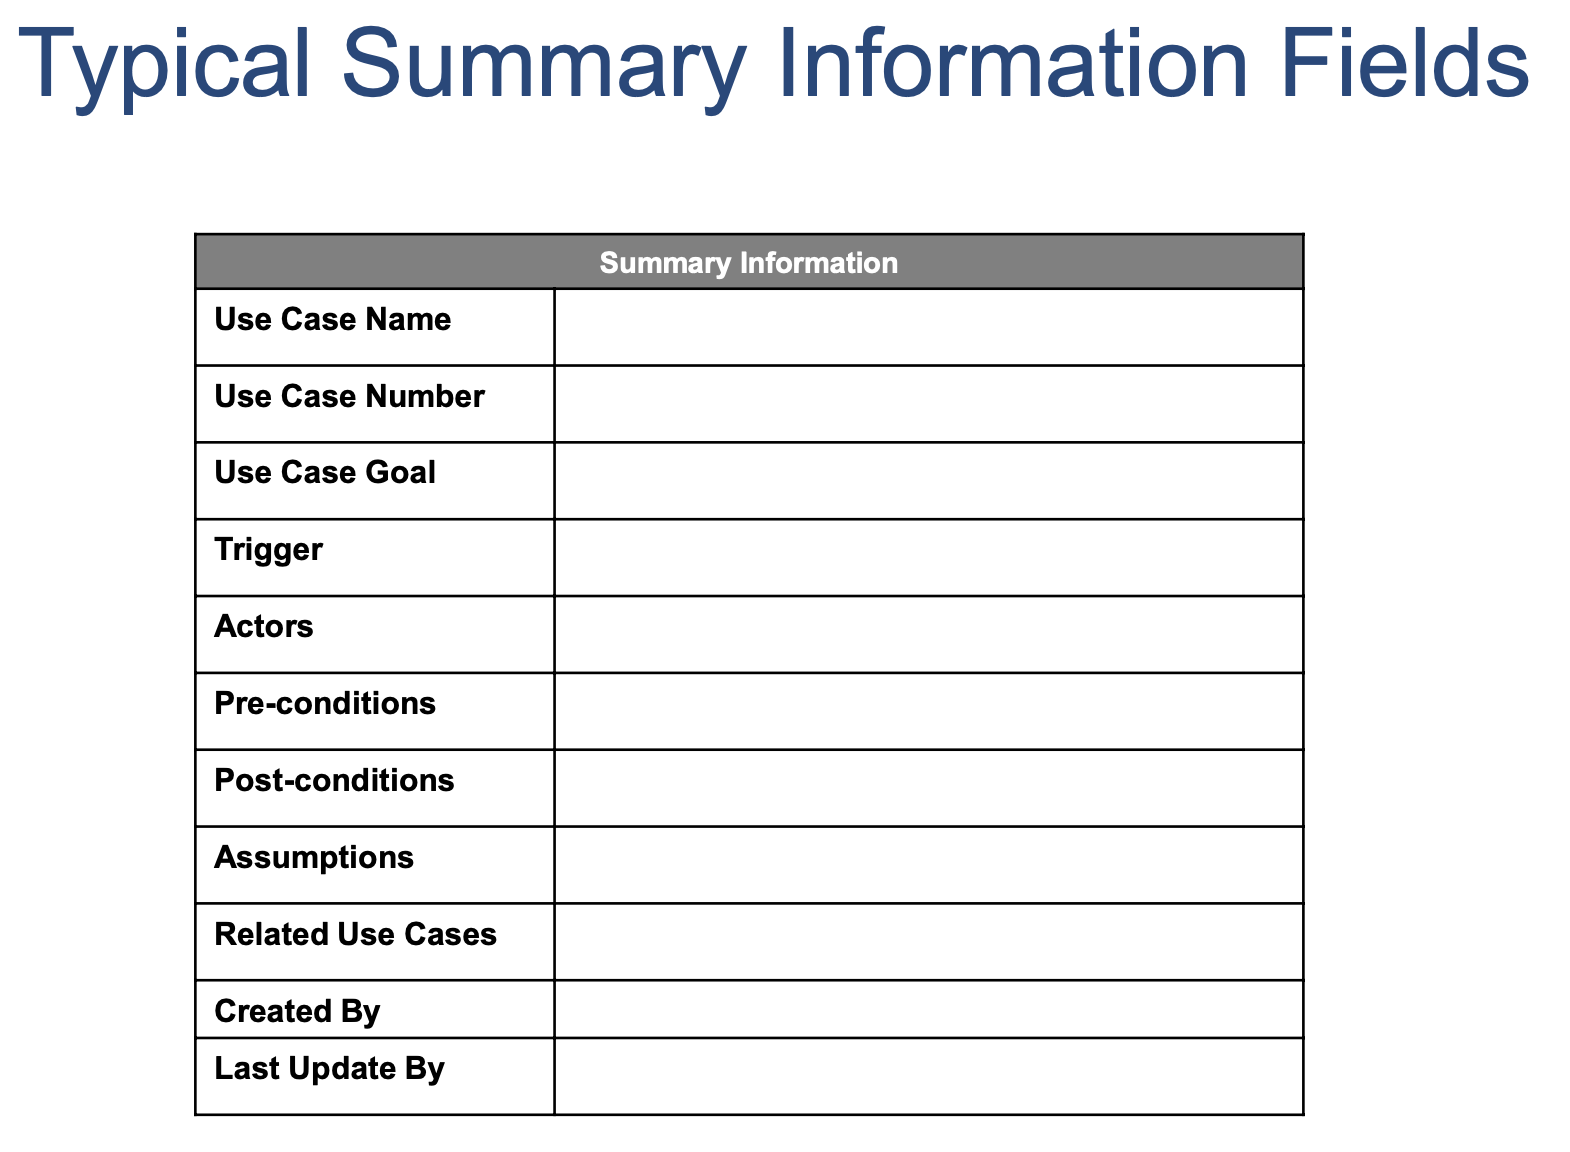 Typical Summary Information Fields
Summary Information
Use Case Name
Use Case Number
Use Case Goal
Trigger
Actors
Pre-conditions
Post-conditions
Assumptions
Related Use Cases
Created By
Last Update By